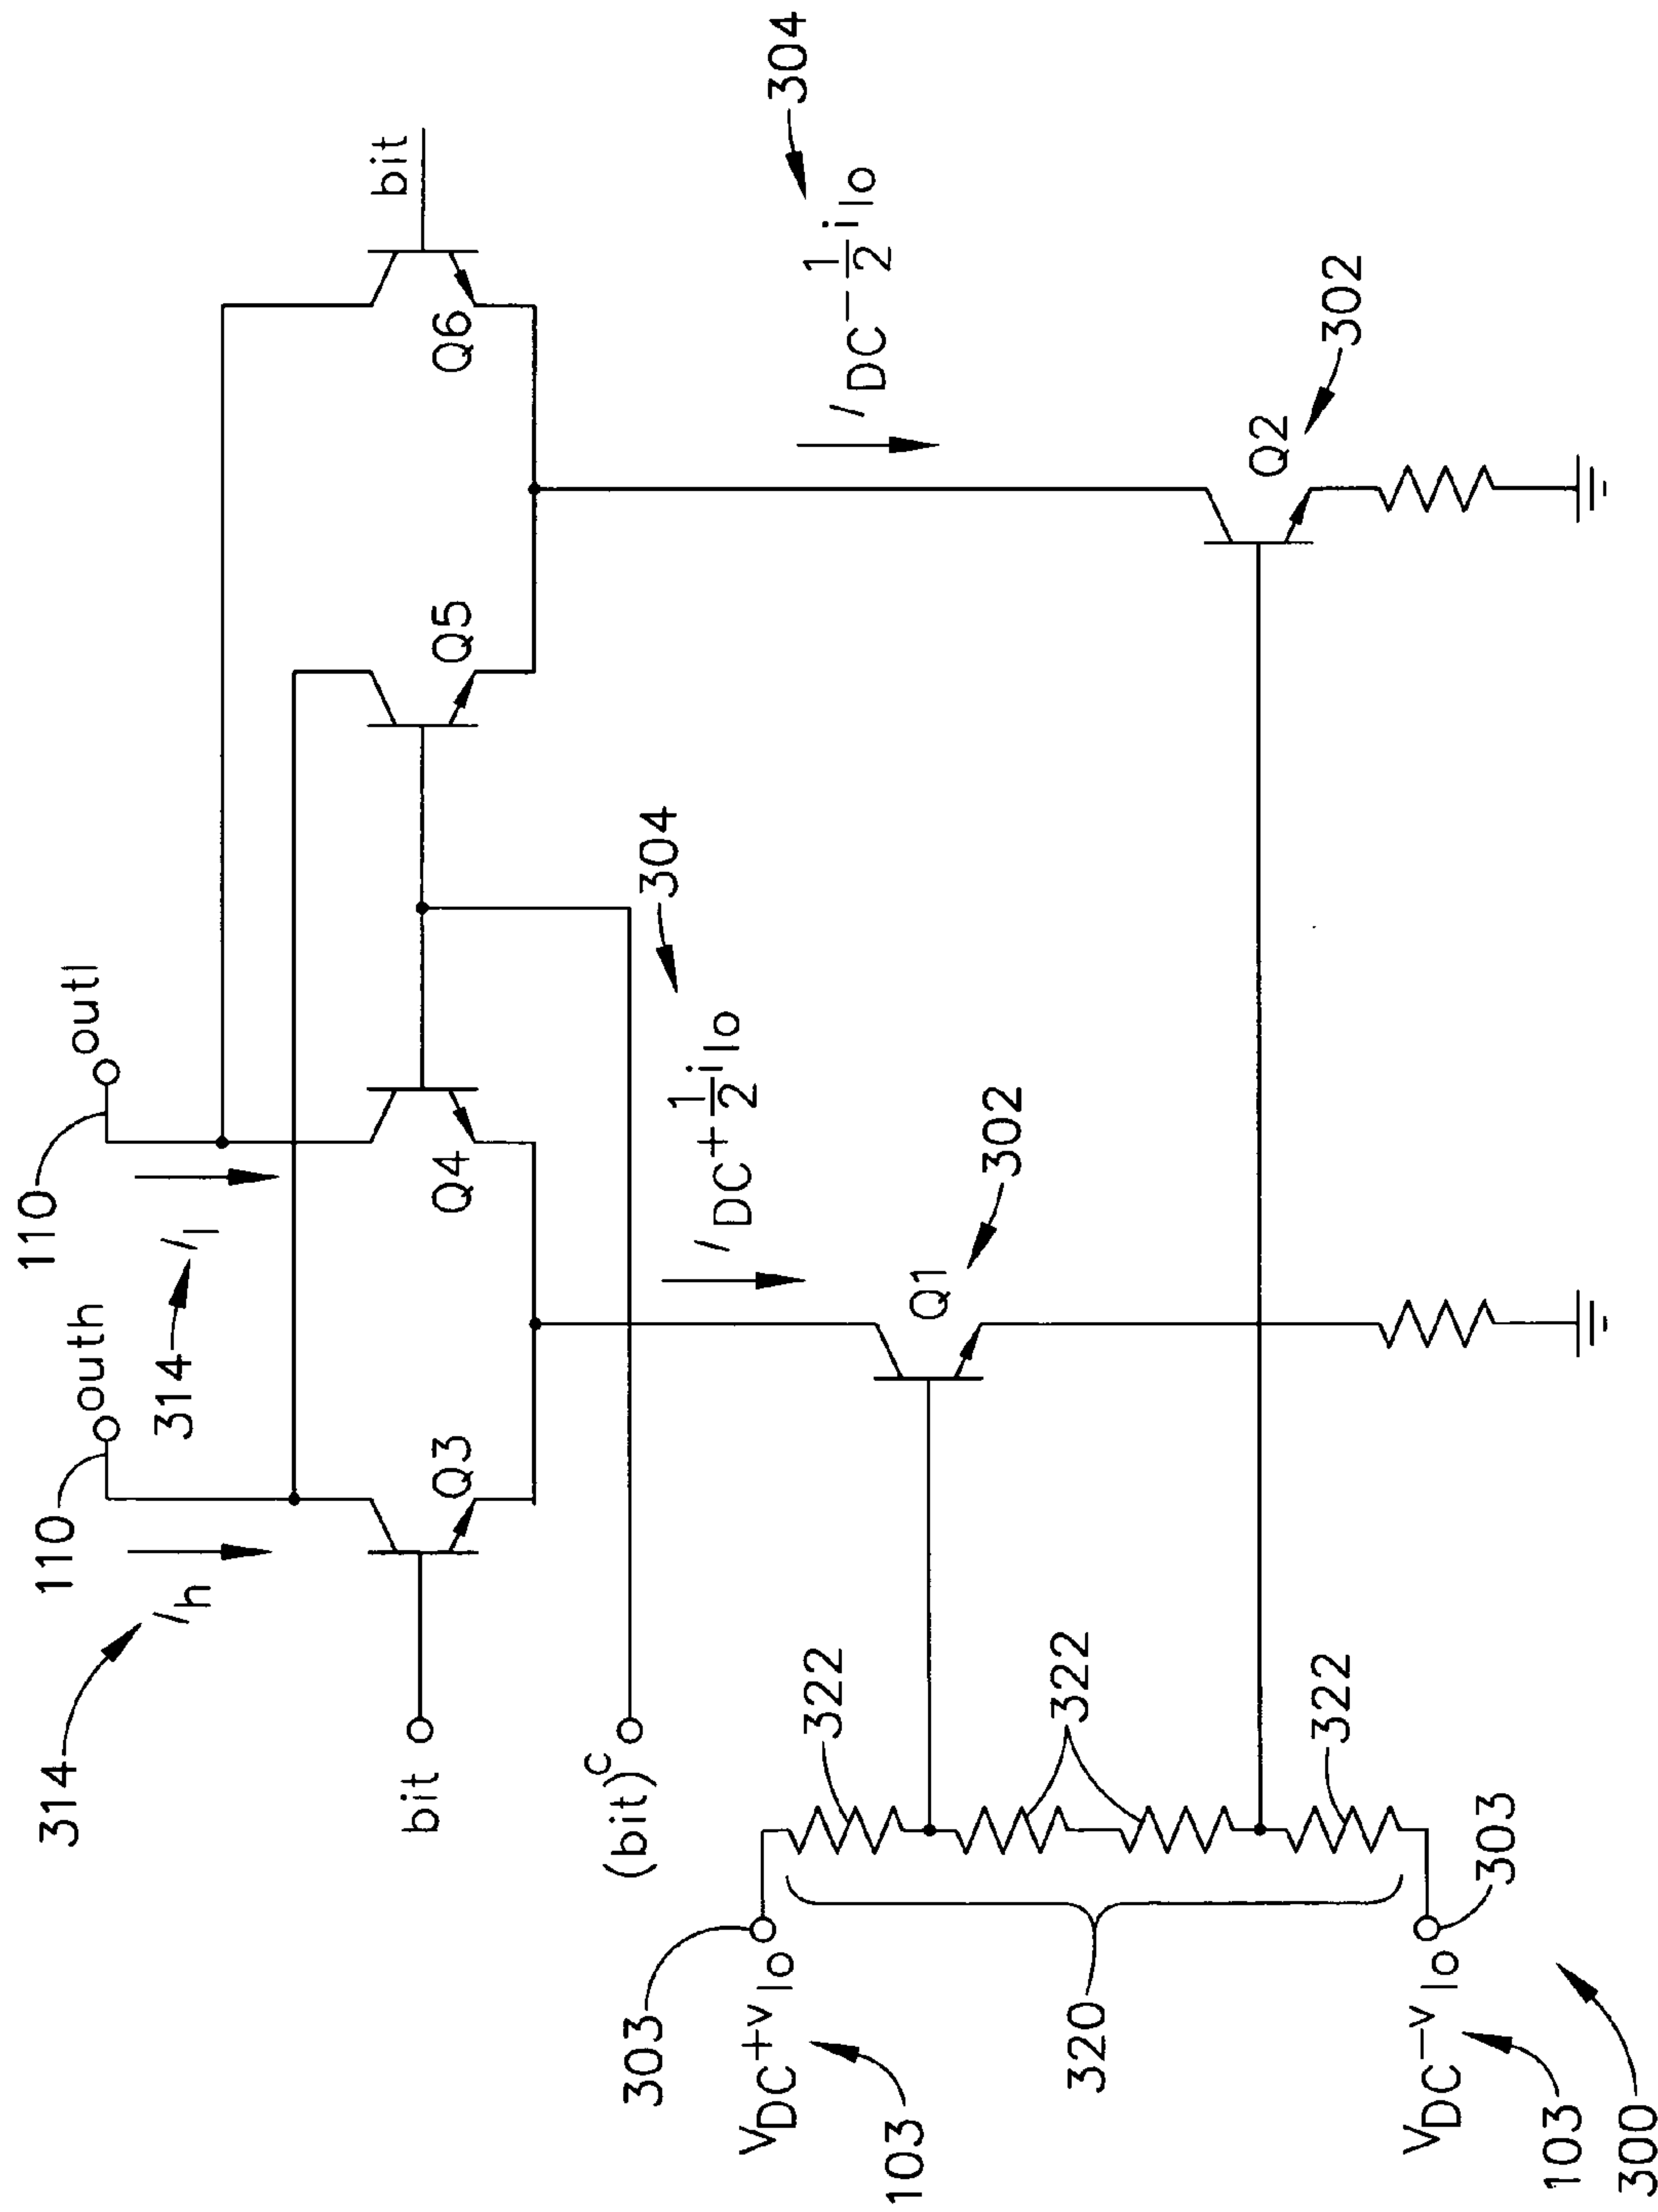 314
110
110
outh
outl
I_h
314
I_l
bit
bit
Q3
Q4
Q5
Q6
(bit)^c
303
304
I_DC + 1/2 i_lo
304
I_DC - 1/2 i_lo
V_DC + v_lo
322
103
Q1
302
320
322
Q2
302
322
V_DC - v_lo
303
103
300